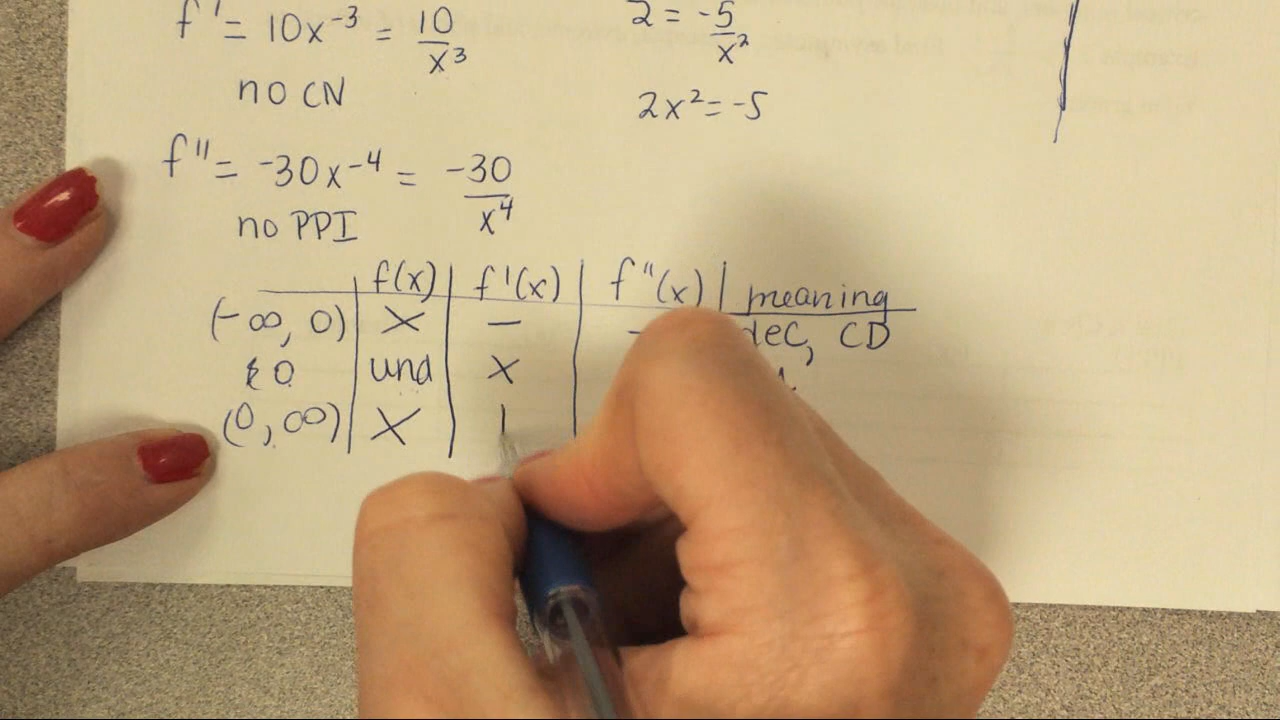 f' = 10x⁻³ = 10/x³
no CN
2 = -5/x²
2x² = -5
f" = -30x⁻⁴ = -30/x⁴
no PPI
f(x) f'(x) f"(x) meaning
(-∞, 0) X - - dec, CD
0 und X
(0, ∞) X